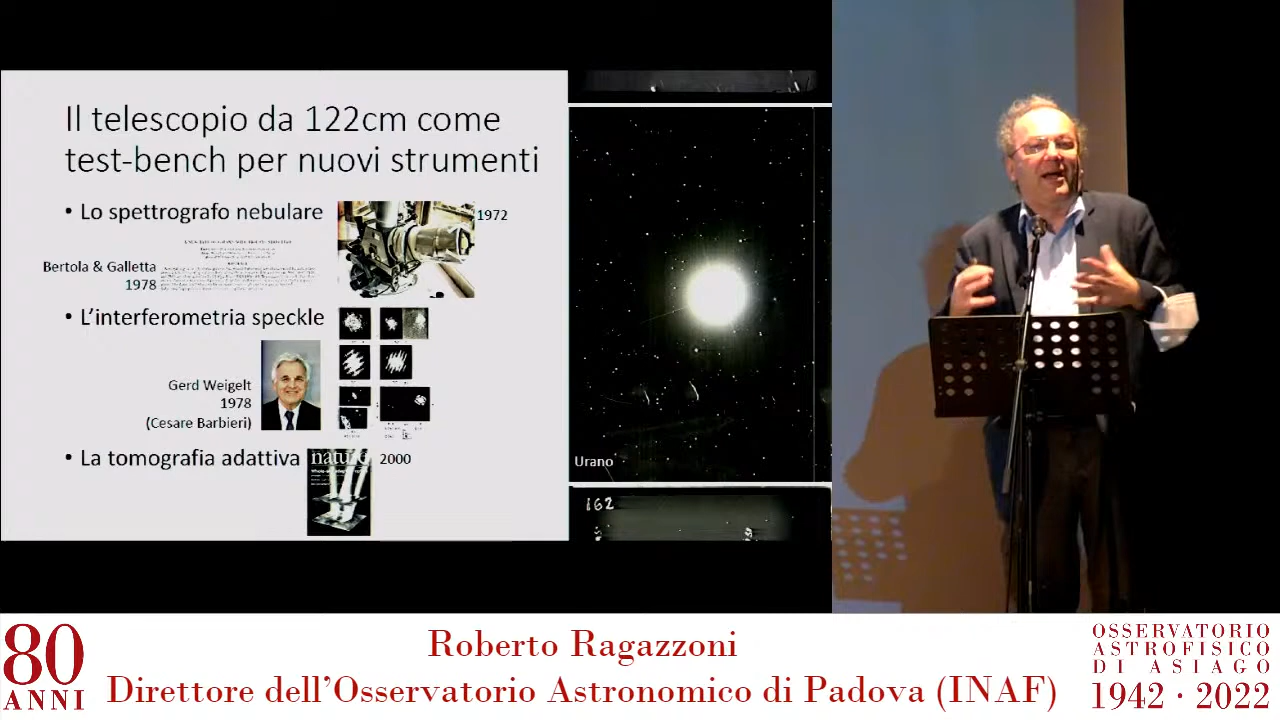 Il telescopio da 122cm come
test-bench per nuovi strumenti
• Lo spettrografo nebulare
1972
Bertola & Galletta
1978
• L'interferometria speckle
Gerd Weigelt
1978
(Cesare Barbieri)
• La tomografia adattiva
nature
2000
Urano
162
80
ANNI
Roberto Ragazzoni
Direttore dell'Osservatorio Astronomico di Padova (INAF)
OSSERVATORIO
ASTROFISICO
DI ASIAGO
1942 · 2022